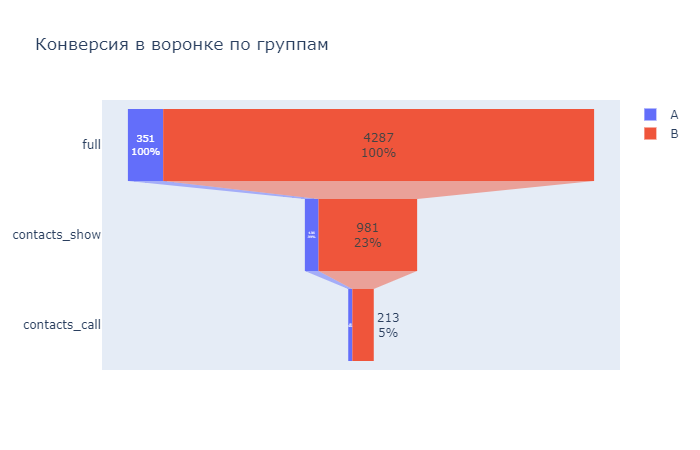 Конверсия в воронке по группам
A
B
full
351
100%
4287
100%
contacts_show
981
23%
contacts_call
213
5%